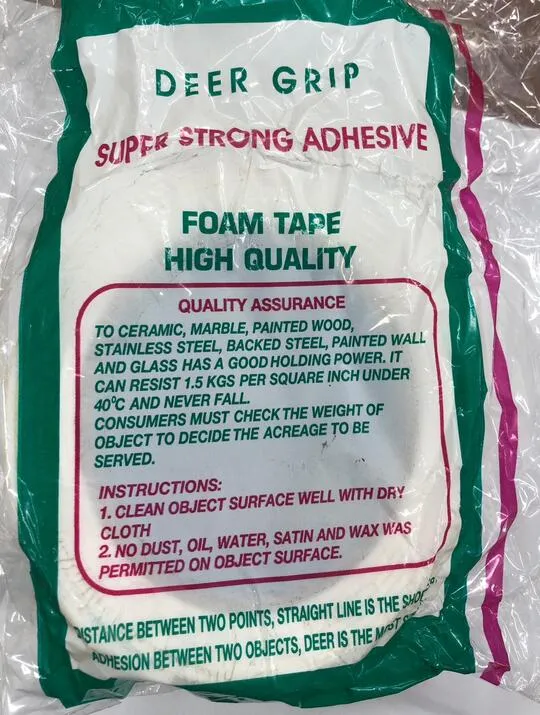 DEER GRIP
SUPER STRONG ADHESIVE
FOAM TAPE
HIGH QUALITY
QUALITY ASSURANCE
TO CERAMIC, MARBLE, PAINTED WOOD,
STAINLESS STEEL, BACKED STEEL, PAINTED WALL
AND GLASS HAS A GOOD HOLDING POWER. IT
CAN RESIST 1.5 KGS PER SQUARE INCH UNDER
40°C AND NEVER FALL.
CONSUMERS MUST CHECK THE WEIGHT OF
OBJECT TO DECIDE THE ACREAGE TO BE
SERVED.
INSTRUCTIONS:
1. CLEAN OBJECT SURFACE WELL WITH DRY
CLOTH
2. NO DUST, OIL, WATER, SATIN AND WAX WAS
PERMITTED ON OBJECT SURFACE.
DISTANCE BETWEEN TWO POINTS, STRAIGHT LINE IS THE
ADHESION BETWEEN TWO OBJECTS, DEER IS THE